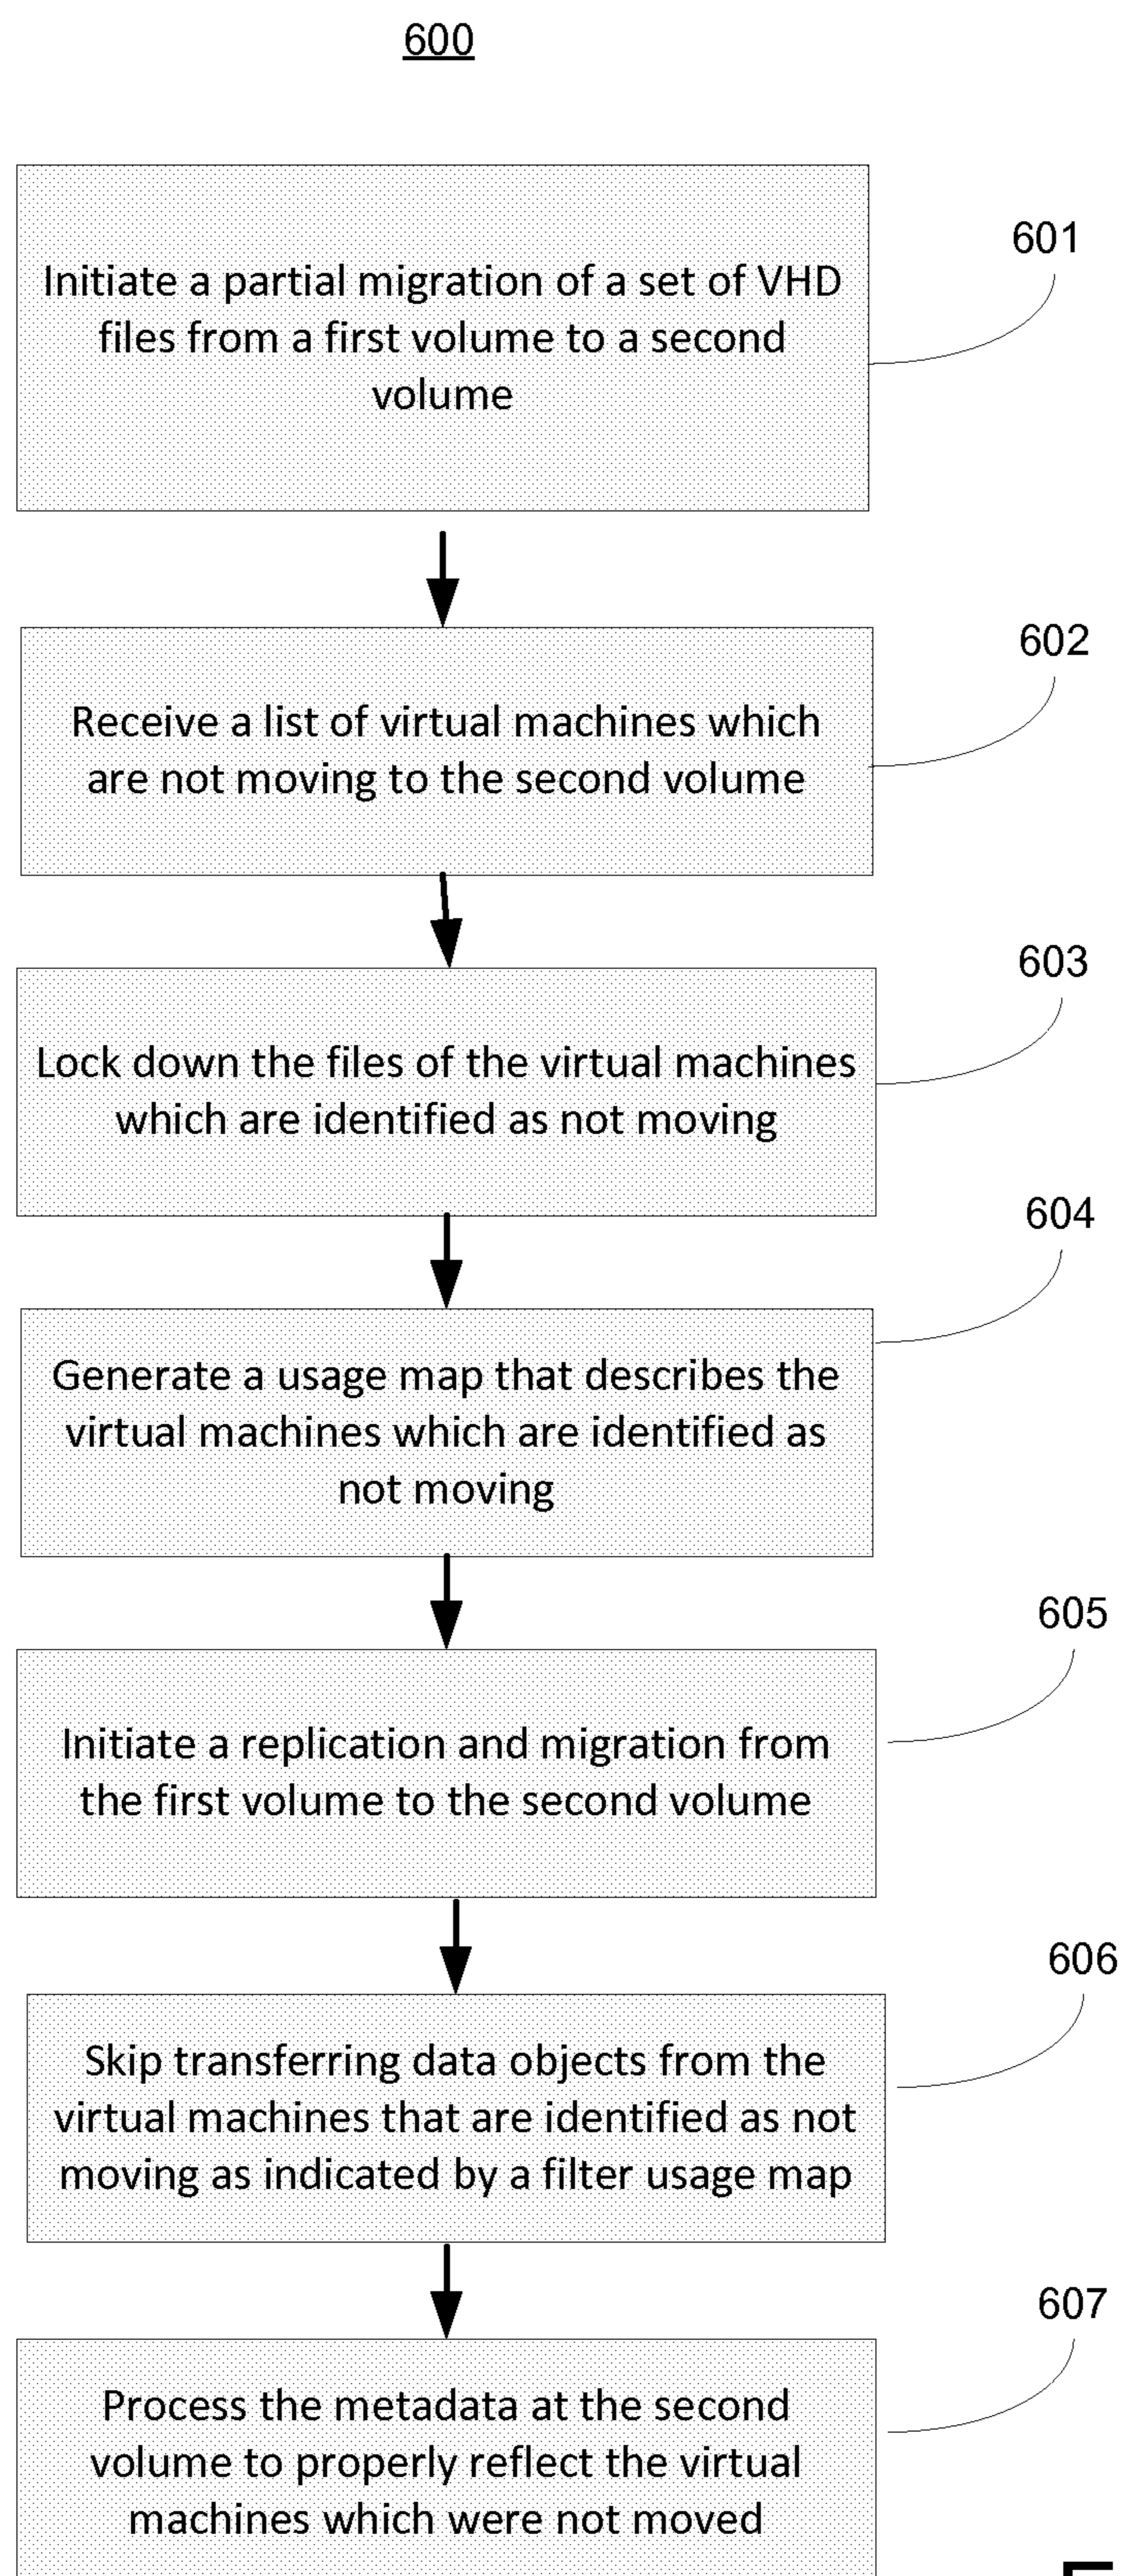 600
Initiate a partial migration of a set of VHD
files from a first volume to a second
volume
601
Receive a list of virtual machines which
are not moving to the second volume
602
Lock down the files of the virtual machines
which are identified as not moving
603
Generate a usage map that describes the
virtual machines which are identified as
not moving
604
Initiate a replication and migration from
the first volume to the second volume
605
Skip transferring data objects from the
virtual machines that are identified as not
moving as indicated by a filter usage map
606
Process the metadata at the second
volume to properly reflect the virtual
machines which were not moved
607